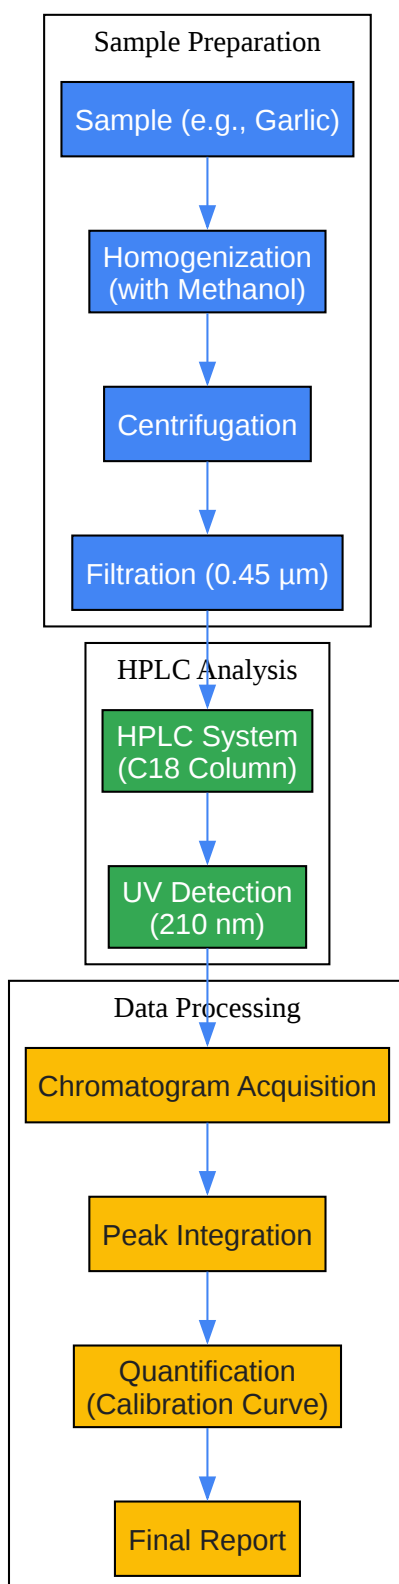 Sample Preparation
Sample (e.g., Garlic)
Homogenization
(with Methanol)
Centrifugation
Filtration (0.45 µm)
HPLC Analysis
HPLC System
(C18 Column)
UV Detection
(210 nm)
Data Processing
Chromatogram Acquisition
Peak Integration
Quantification
(Calibration Curve)
Final Report